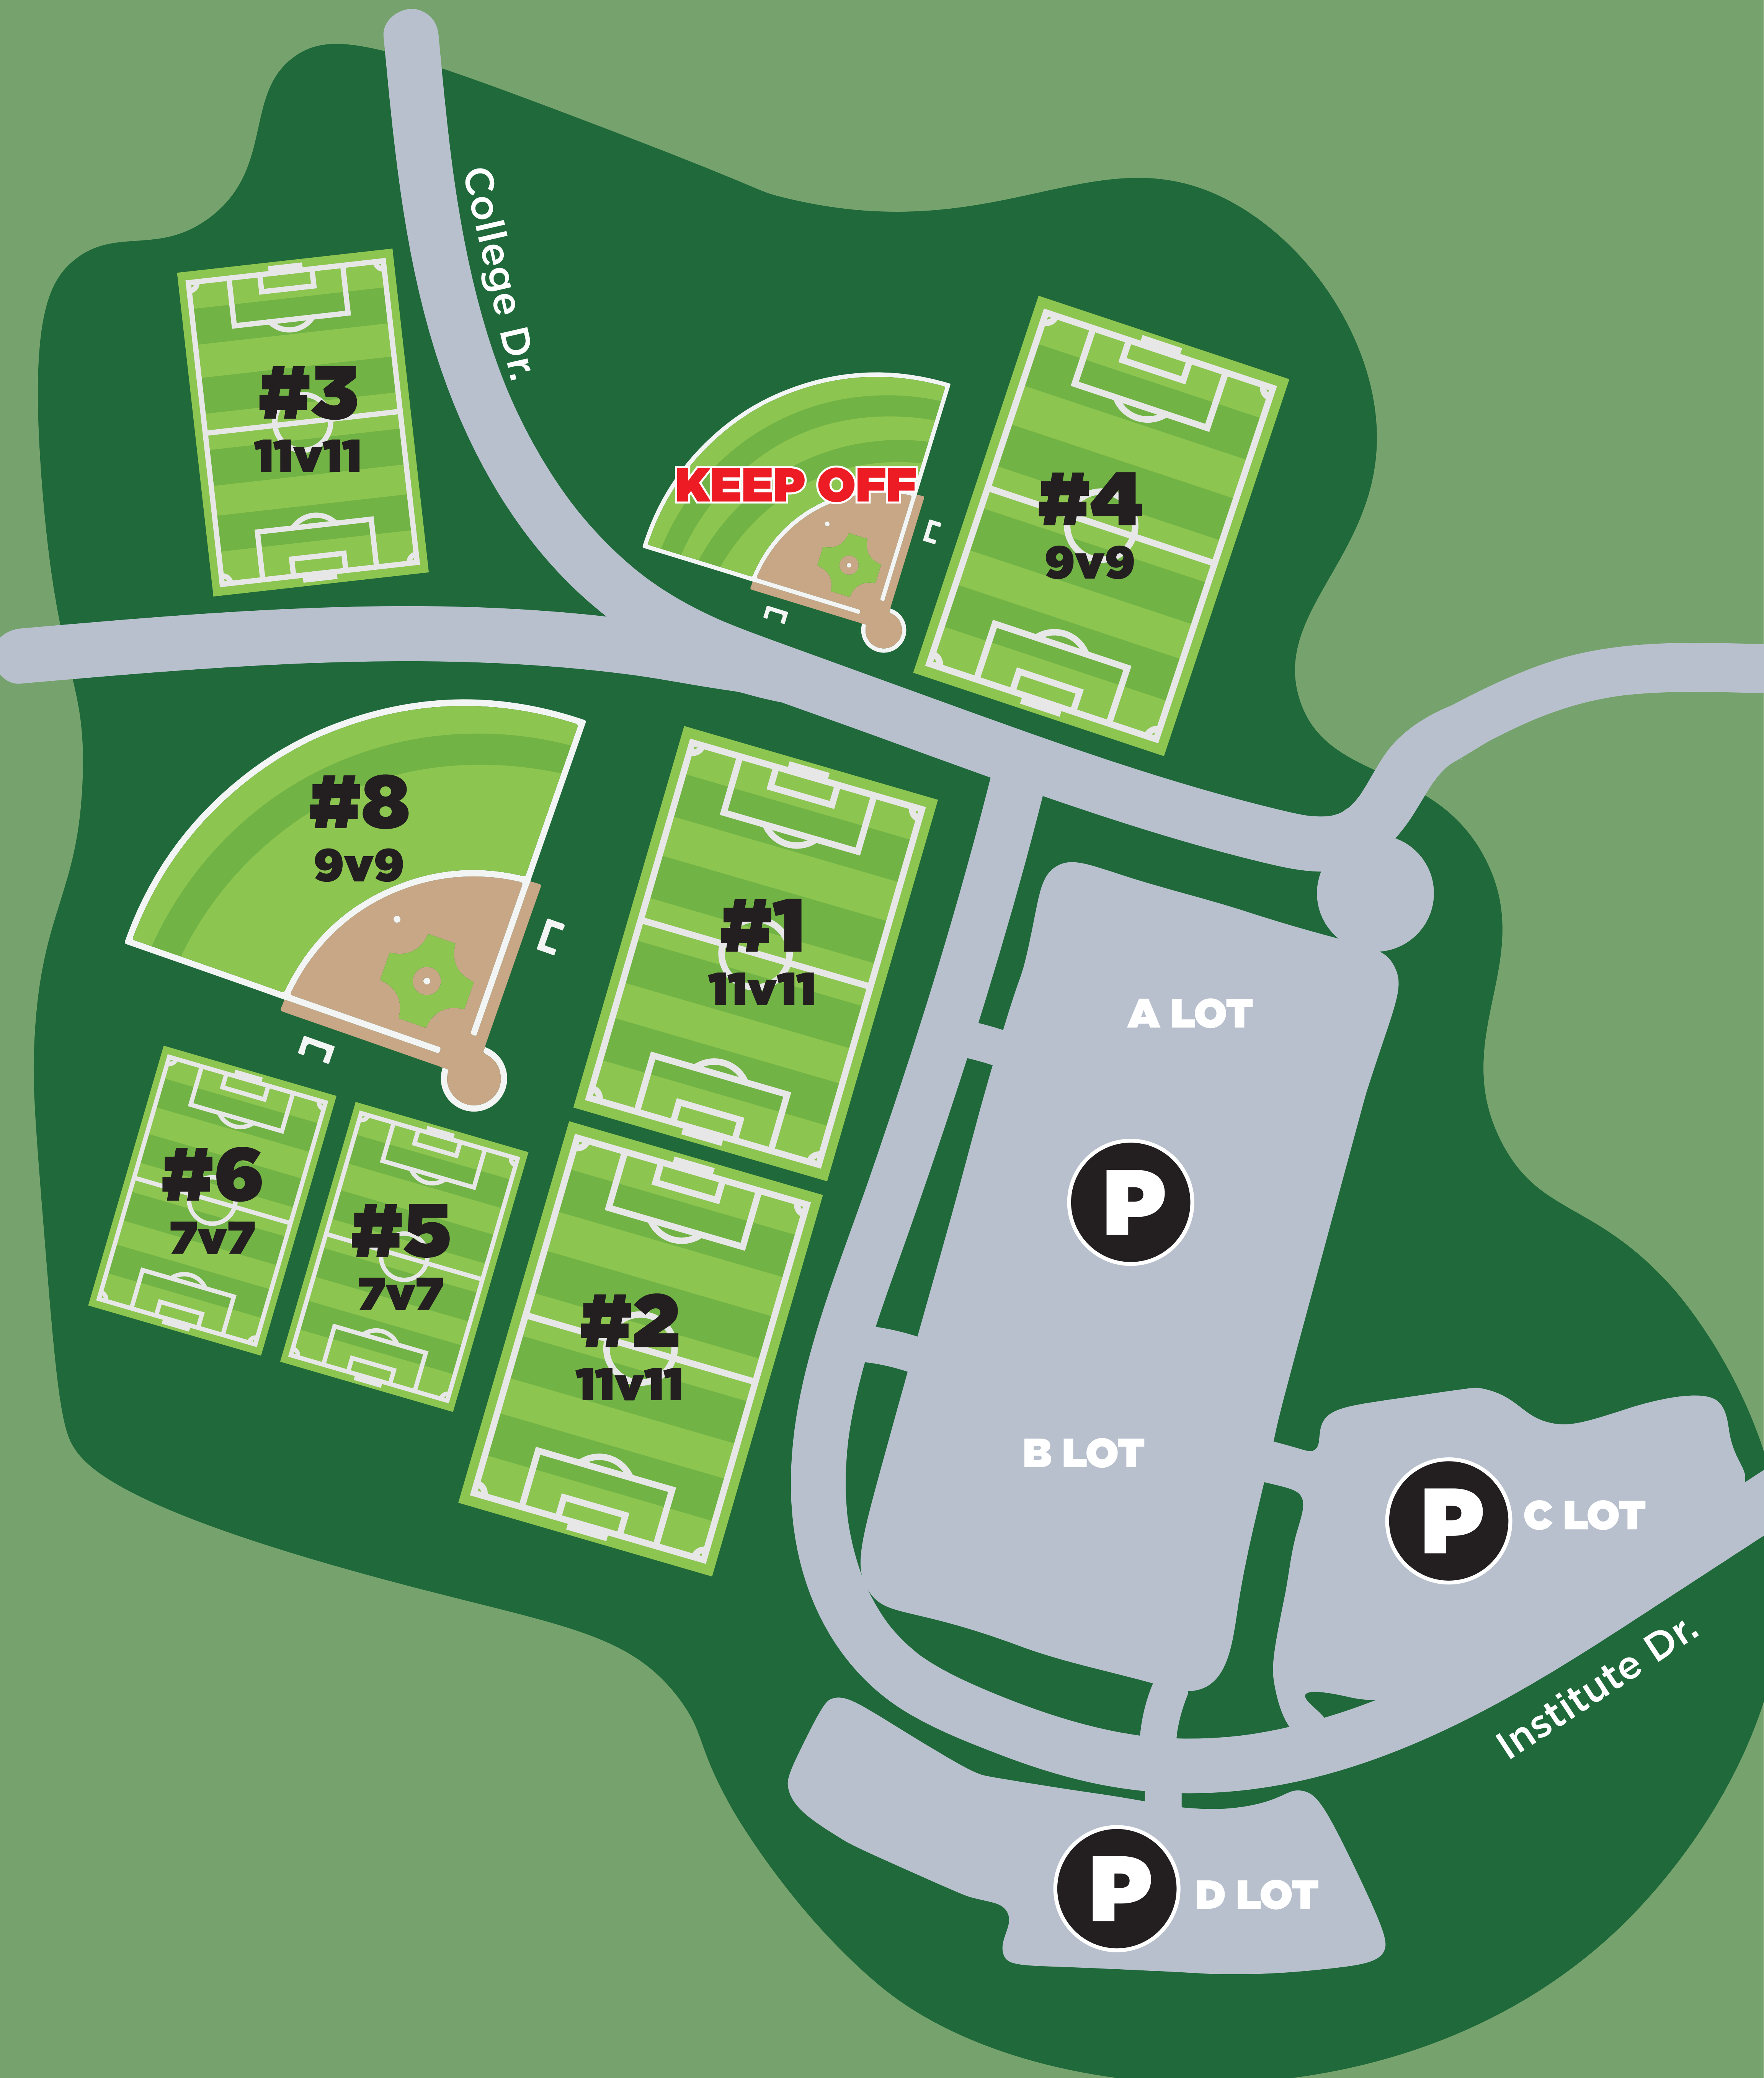 College Dr.
#3
11v11
KEEP OFF
#4
9v9
#8
9v9
#1
11v11
A LOT
#6
7v7
#5
7v7
P
#2
11v11
B LOT
P
C LOT
Institute Dr.
P
D LOT